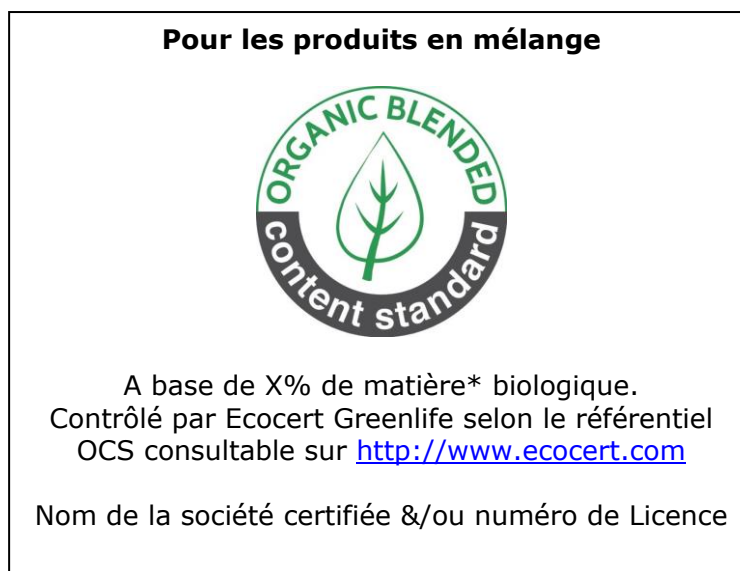 Pour les produits en mélange
ORGANIC BLENDED
content standard
A base de X% de matière* biologique.
Contrôlé par Ecocert Greenlife selon le référentiel
OCS consultable sur http://www.ecocert.com
Nom de la société certifiée &/ou numéro de Licence